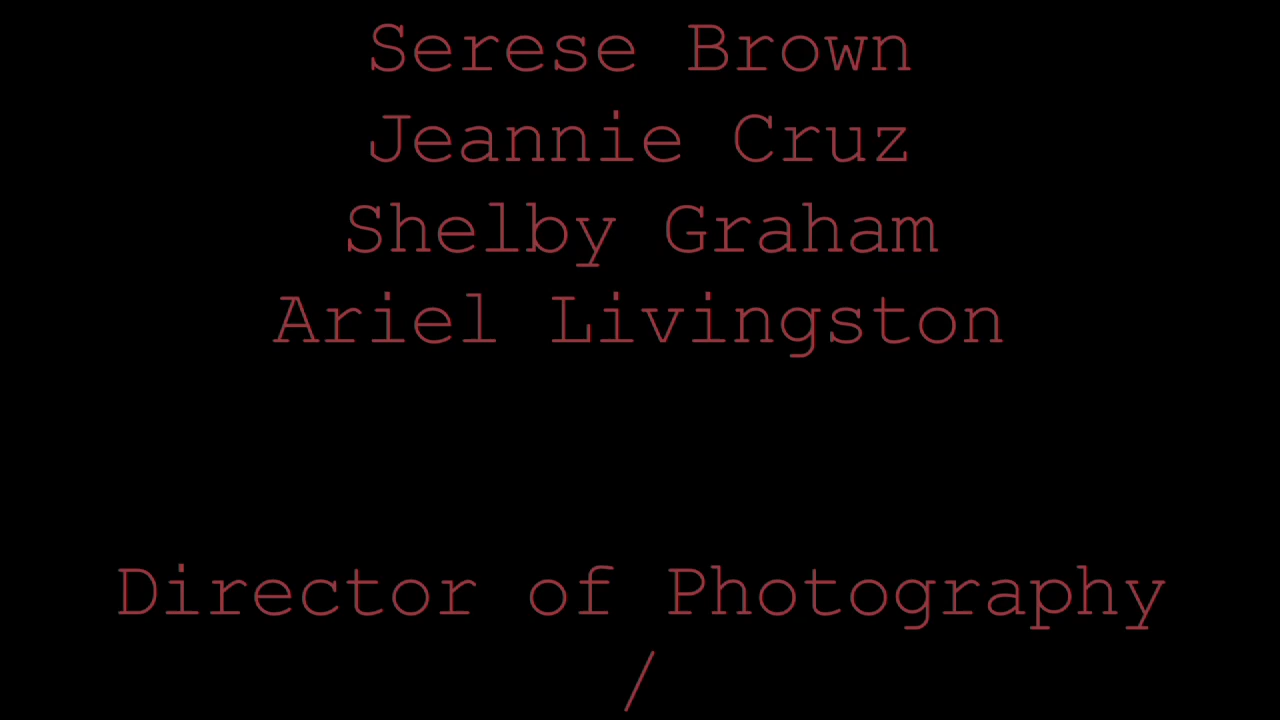 Serese Brown
Jeannie Cruz
Shelby Graham
Ariel Livingston
Director of Photography
/